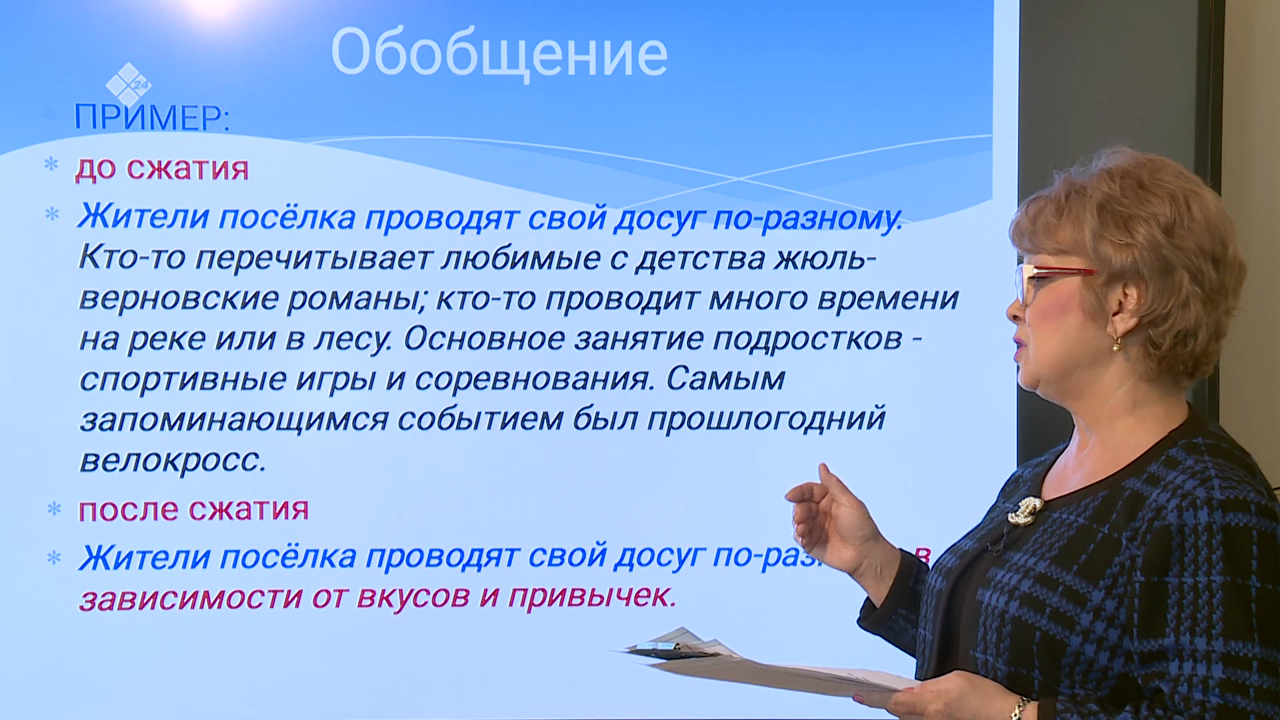 Обобщение
24
ПРИМЕР:
до сжатия
Жители посёлка проводят свой досуг по-разному.
Кто-то перечитывает любимые с детства жюль-
верновские романы; кто-то проводит много времени
на реке или в лесу. Основное занятие подростков -
спортивные игры и соревнования. Самым
запоминающимся событием был прошлогодний
велокросс.
после сжатия
Жители посёлка проводят свой досуг в
зависимости от вкусов и привычек.